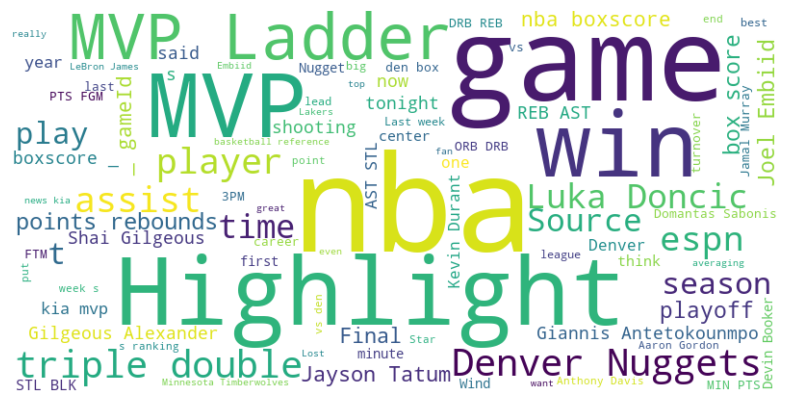 MVP Ladder
DRB REB
nba boxscore
end
best
really
year
said
LeBron James
Embiid
Nugget
big
den box
vs
game
s
last
PTS FGM
MVP
top
now
lead
Lakers
tonight
REB AST
box score
Joel Embiid
_ gameId
play
shooting
Last week
center
win
turnover
Jamal Murray
basketball reference
fan
ORB DRB
boxscore _
player
point
one
AST STL
nba
news kia
assist
3PM
great
time
Luka Doncic
points rebounds
Source
Domantas Sabonis
Shai Gilgeous
career
Kevin Durant
Denver
espn
FTM
t
first
even
league
think
averaging
put
week s
Highlight
season
kia mvp
vs den
playoff
Devin Booker
Gilgeous Alexander
Final
Star
Giannis Antetokounmpo
s ranking
minute
Lost
Aaron Gordon
triple double
Jayson Tatum
Denver Nuggets
Wind
STL BLK
Minnesota Timberwolves
want
Anthony Davis
MIN PTS